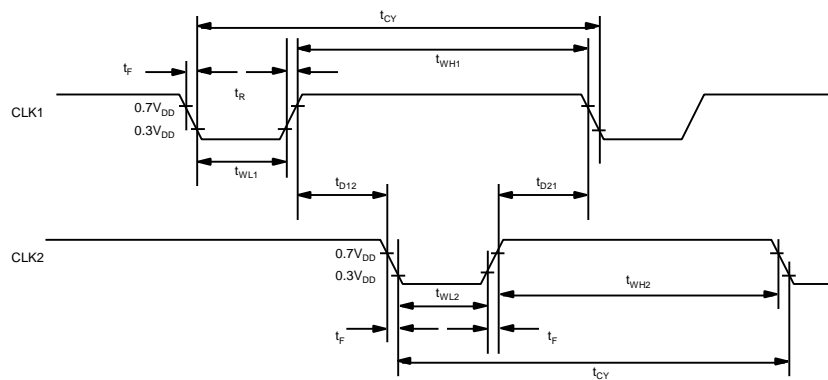 tCY
tF
tWH1
tR
CLK1
0.7VDD
0.3VDD
tWL1
tD12
tD21
CLK2
0.7VDD
0.3VDD
tWL2
tWH2
tF
tF
tCY